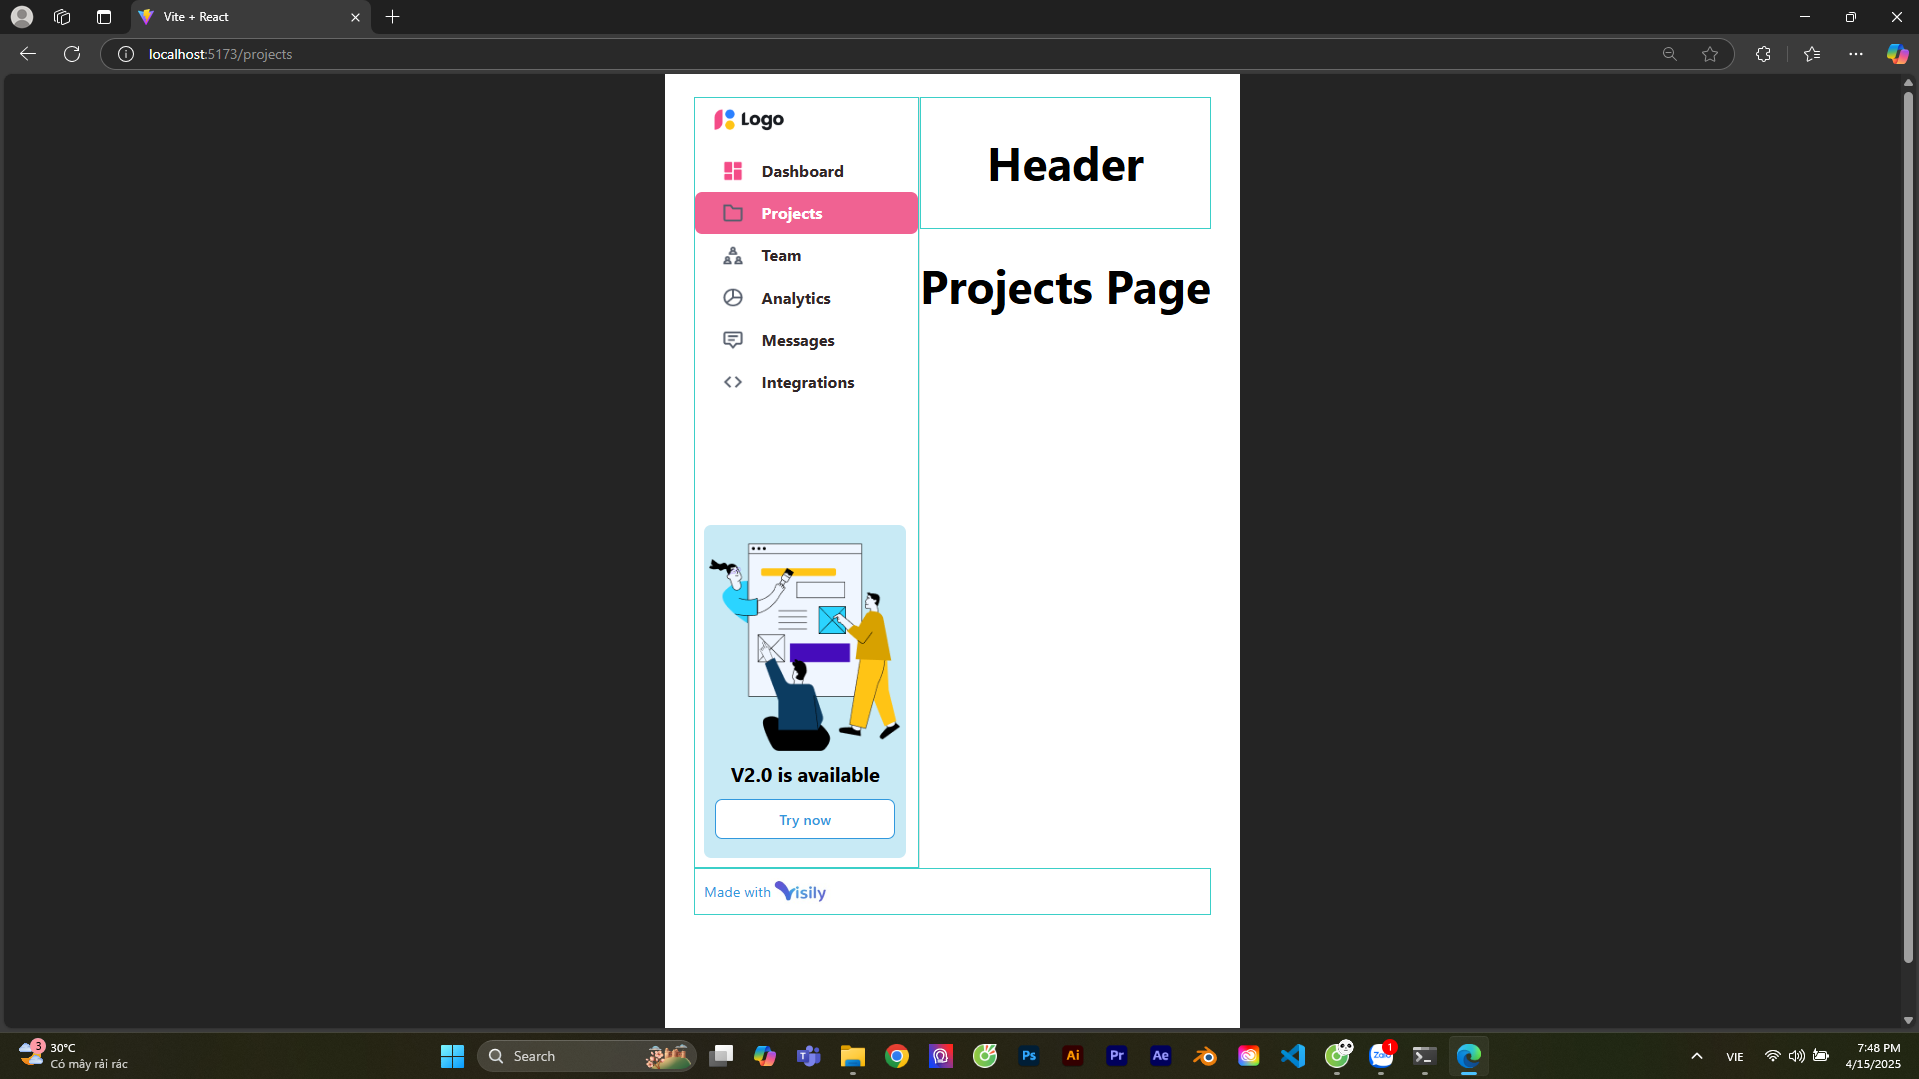 Vite + React
localhost:5173/projects
Logo
Dashboard
Projects
Team
Analytics
Messages
Integrations
V2.0 is available
Try now
Made with Visily
Header
Projects Page
3
30°C
Có mây rải rác
Search
Ps
Ai
Pr
Ae
Zalo
1
VIE
7:48 PM
4/15/2025